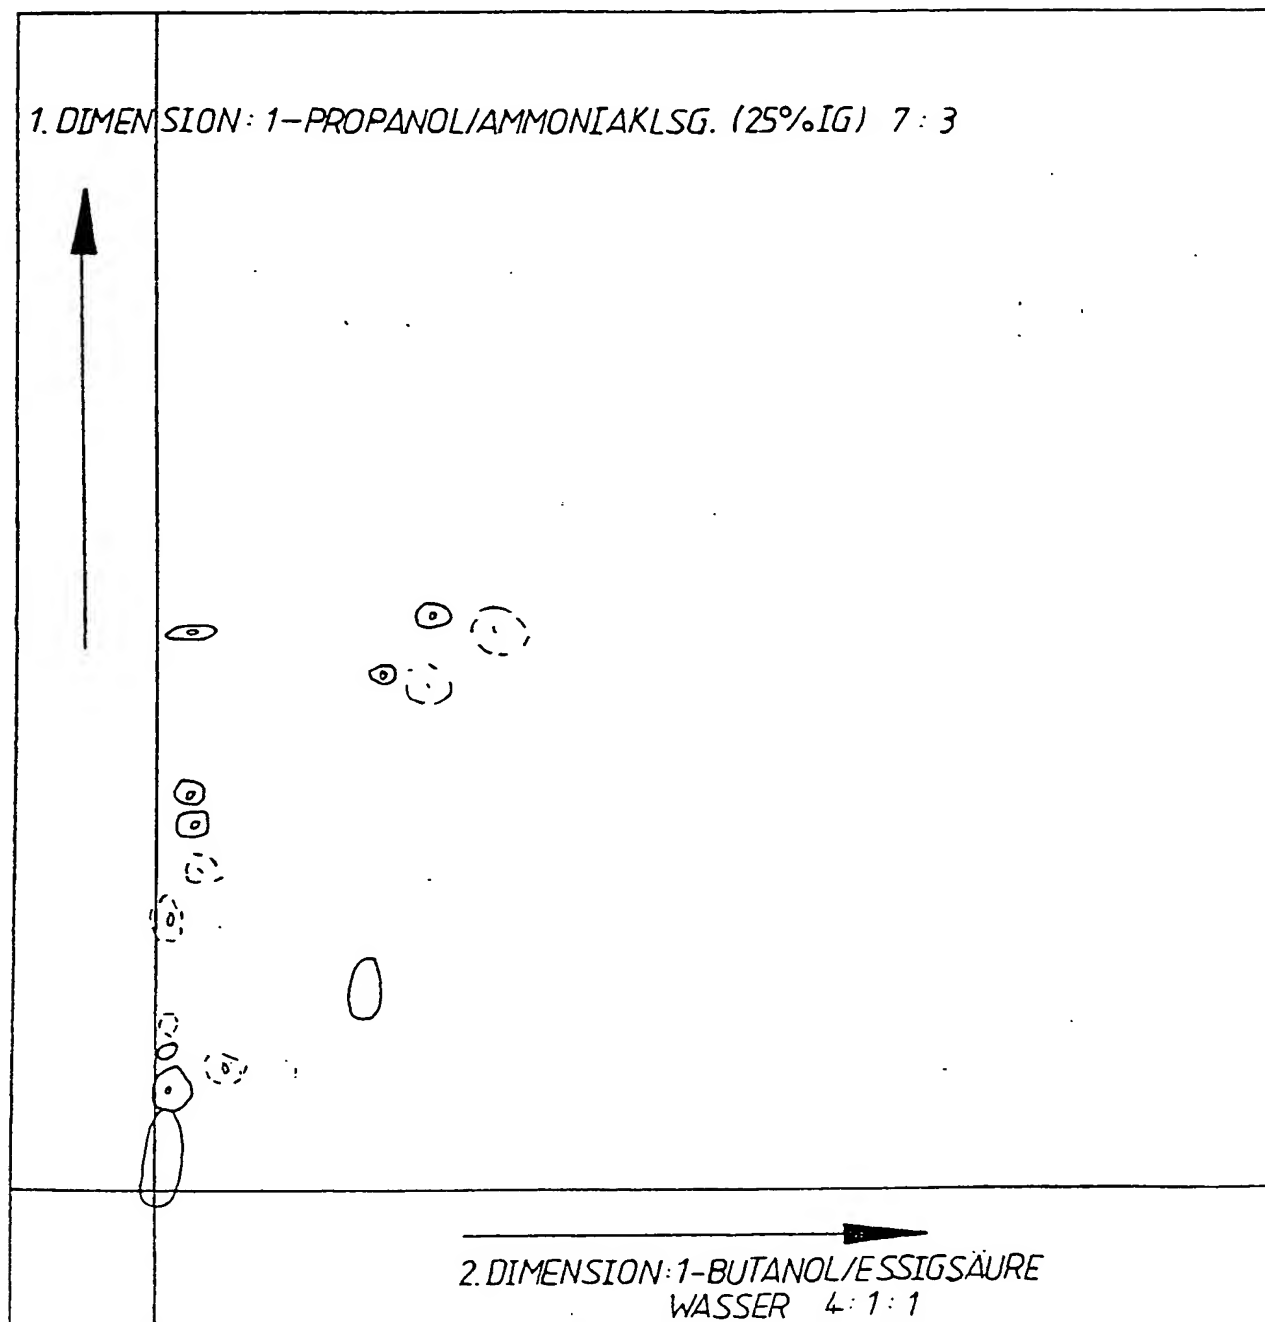 1. DIMENSION: 1-PROPANOL/AMMONIAKLSG. (25%IG) 7:3
2. DIMENSION: 1-BUTANOL/ESSIGSÄURE
WASSER 4:1:1